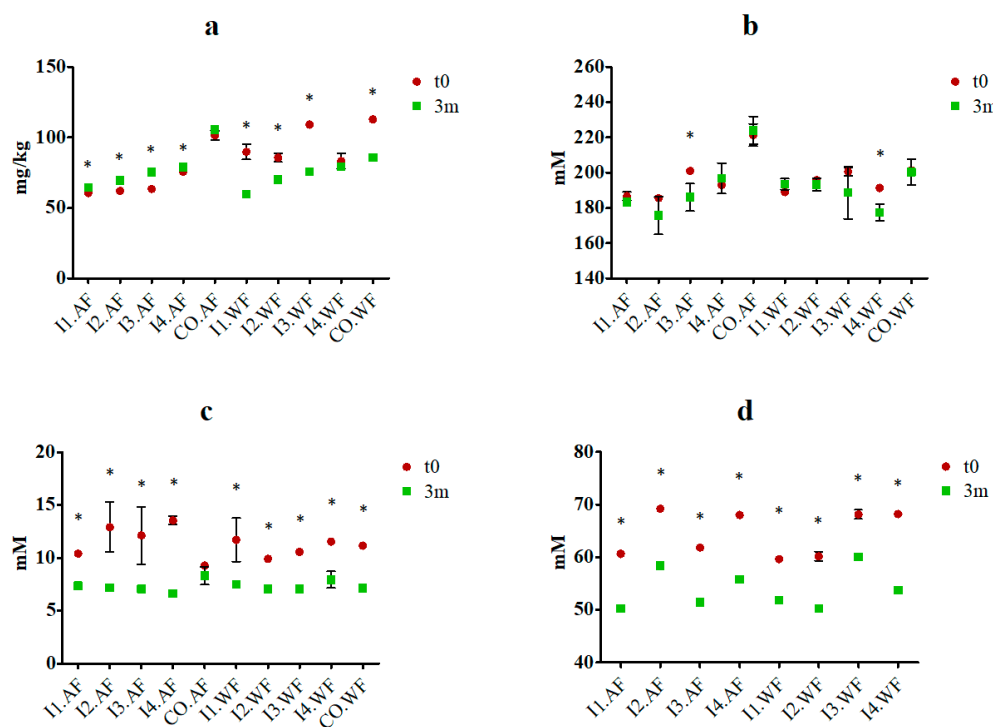 a
150
100
50
0
mg/kg
* * * * * * * *
t0
3m
I1.AF I2.AF I3.AF I4.AF CO.AF I1.WF I2.WF I3.WF I4.WF CO.WF
b
260
240
220
200
180
160
140
mM
* *
t0
3m
I1.AF I2.AF I3.AF I4.AF CO.AF I1.WF I2.WF I3.WF I4.WF CO.WF
c
20
15
10
5
0
mM
* * * * * * * * *
t0
3m
I1.AF I2.AF I3.AF I4.AF CO.AF I1.WF I2.WF I3.WF I4.WF CO.WF
d
80
70
60
50
40
mM
* * * * * * * *
t0
3m
I1.AF I2.AF I3.AF I4.AF I1.WF I2.WF I3.WF I4.WF